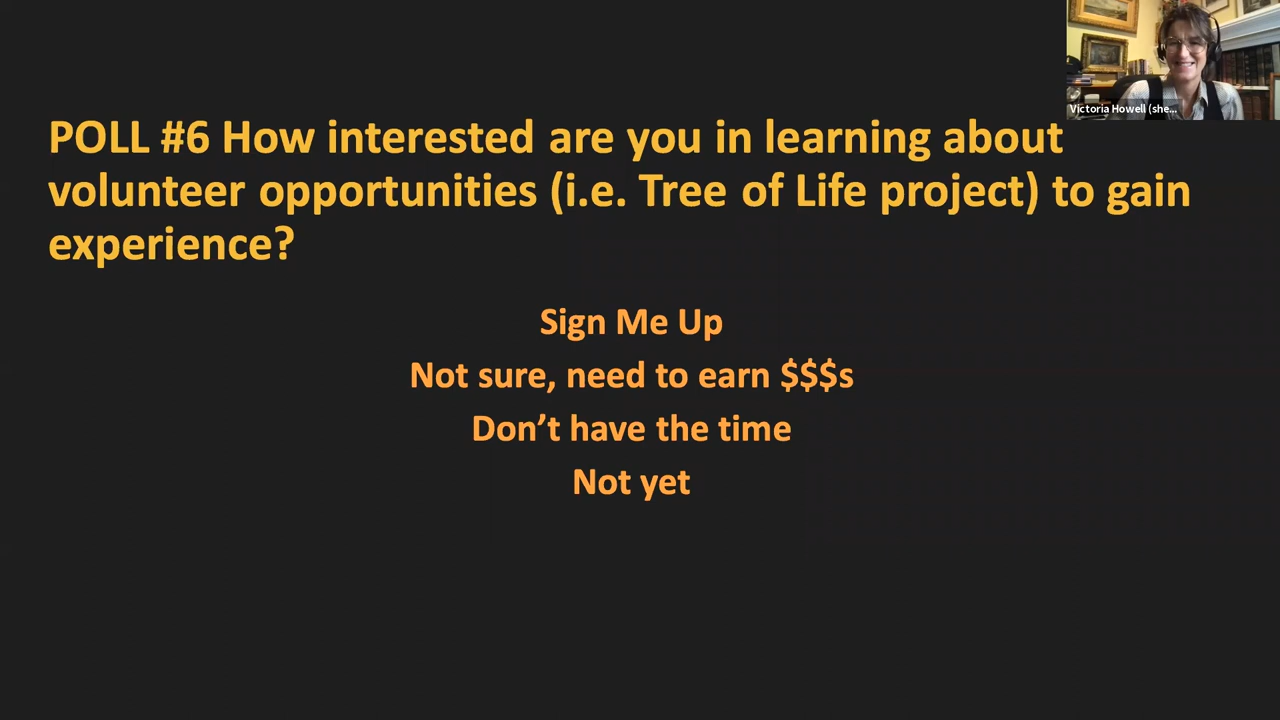 Victoria Howell (she...
POLL #6 How interested are you in learning about
volunteer opportunities (i.e. Tree of Life project) to gain
experience?
Sign Me Up
Not sure, need to earn $$$s
Don’t have the time
Not yet